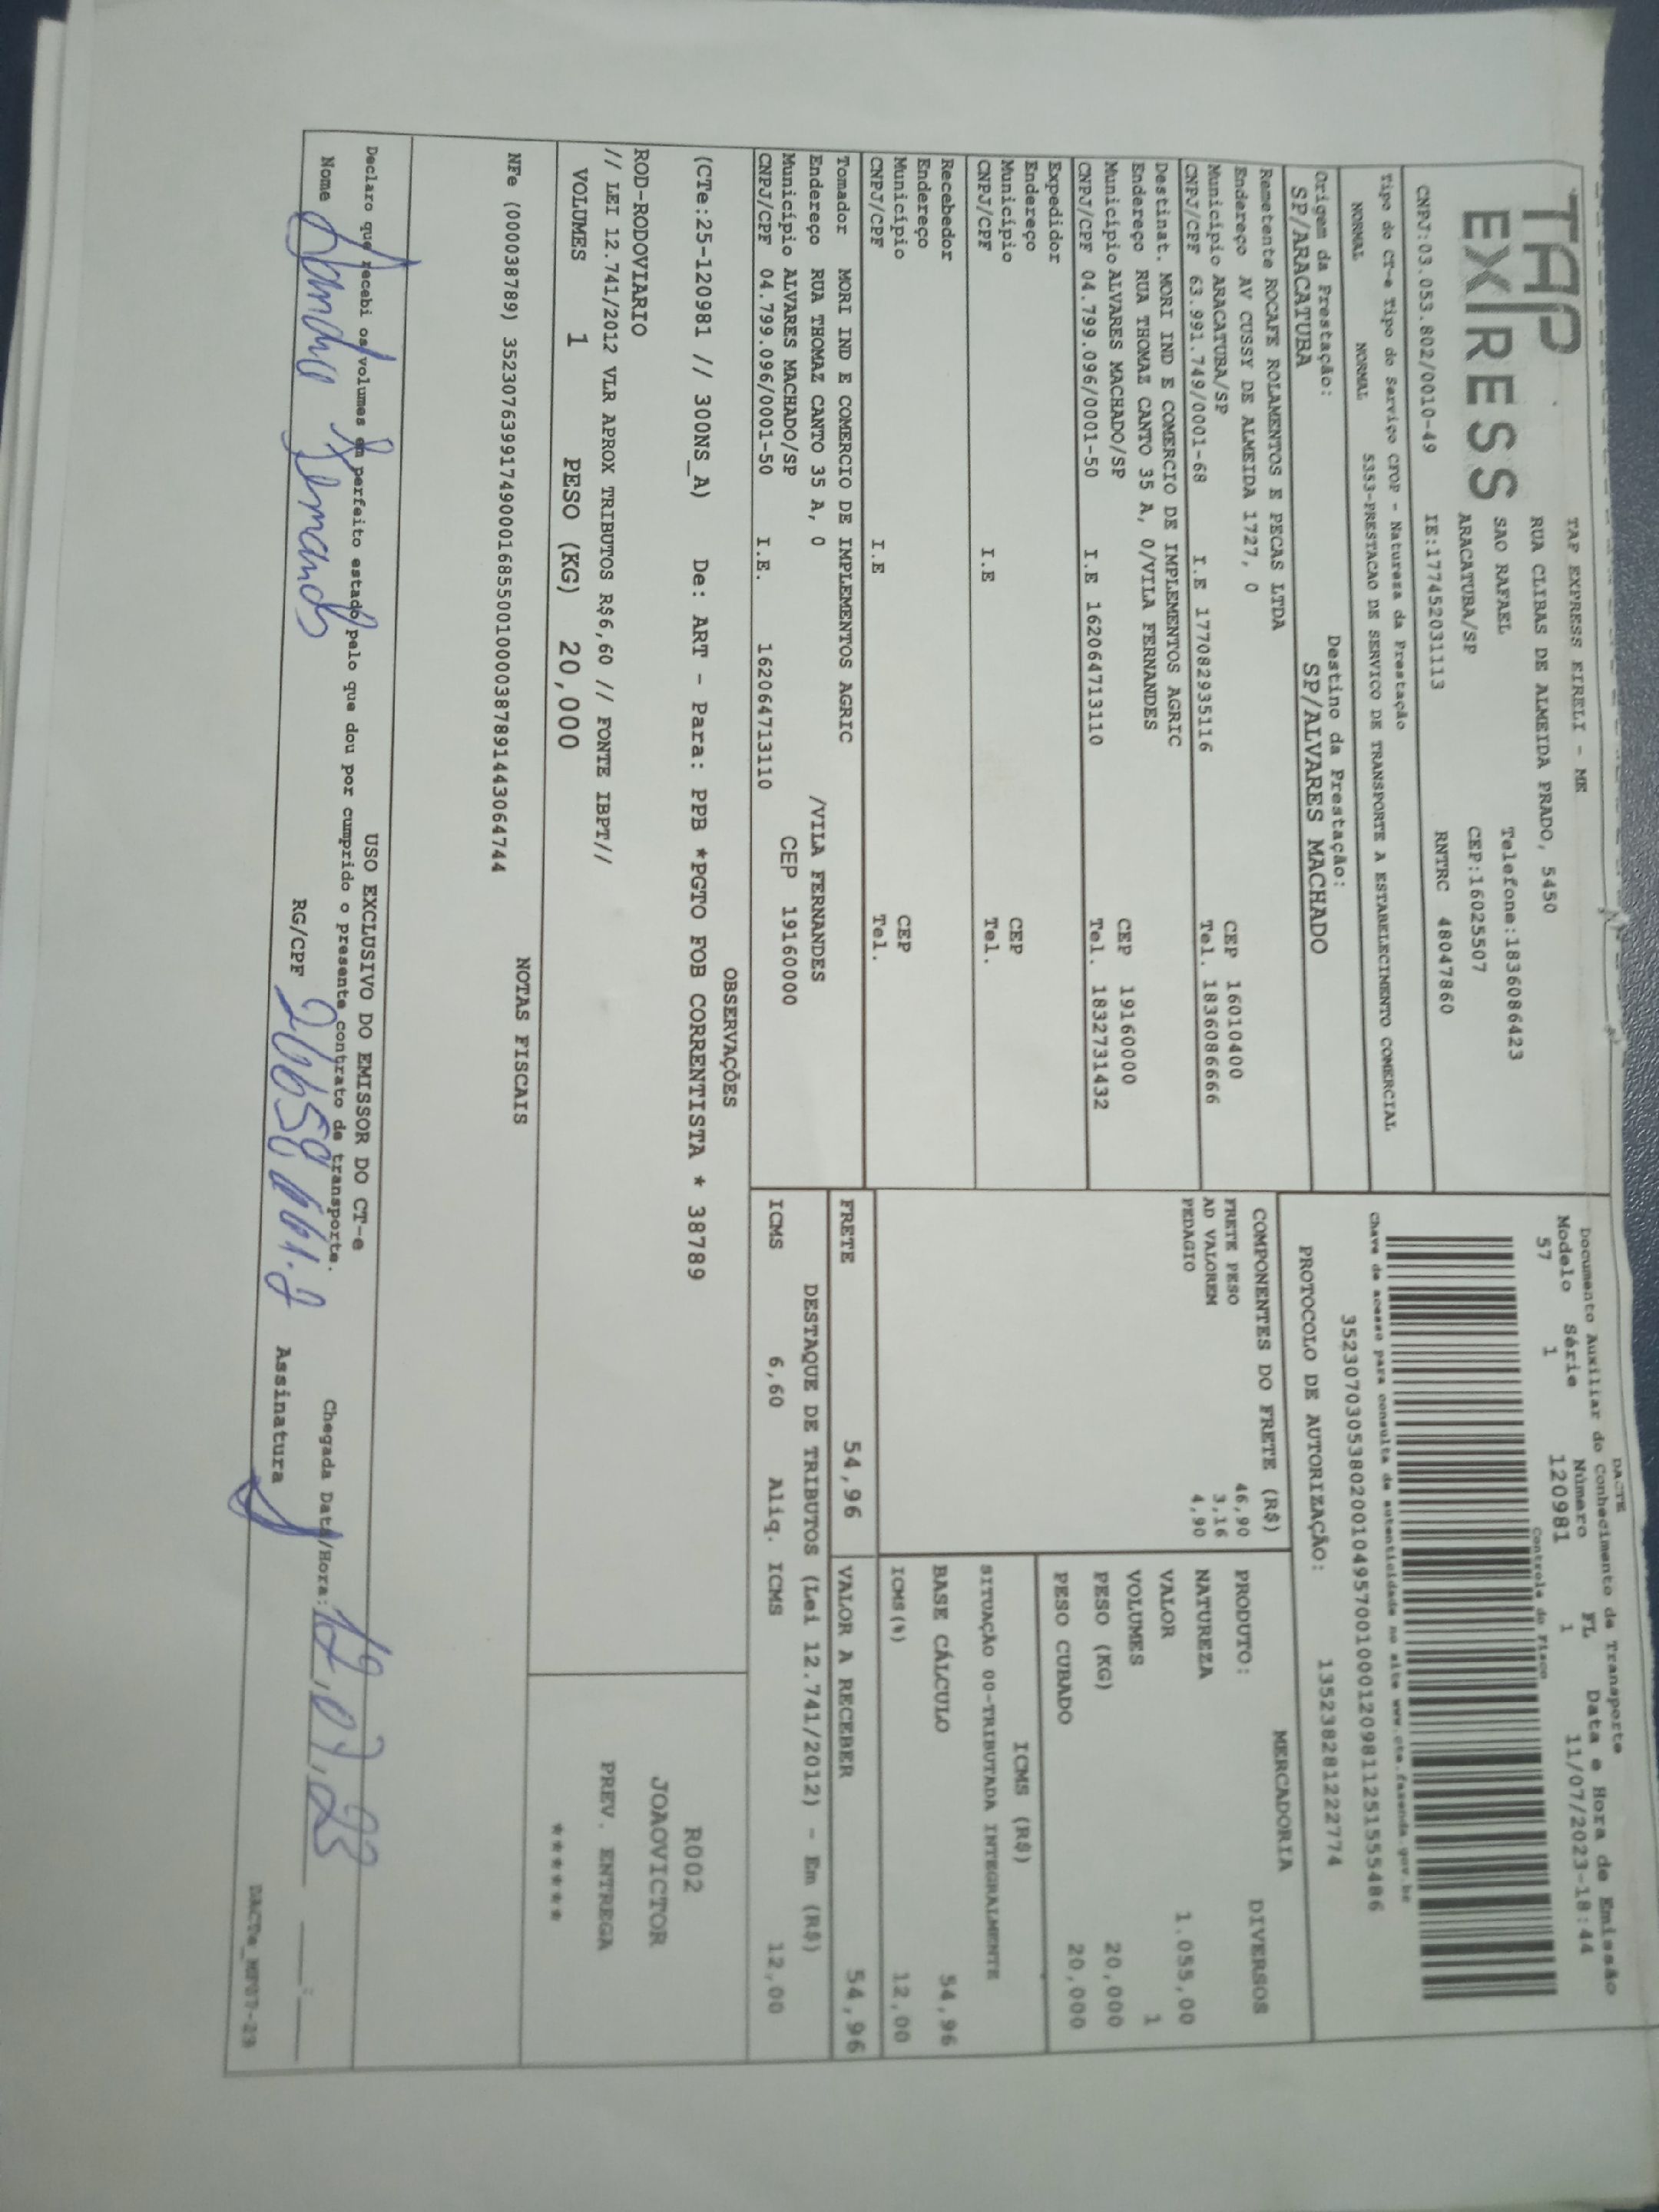 TAP EXPRESS
TAP EXPRESS EIRELI - ME
RUA CLIBAS DE ALMEIDA PRADO, 5450
SAO RAFAEL Telefone:1836086423
ARACATUBA/SP CEP:16025507
CNPJ:03.053.802/0010-49 IE:177452031113 RNTRC 48047860
Tipo do CT-e Tipo do Serviço CFOP - Natureza da Prestação
NORMAL NORMAL 5353-PRESTACAO DE SERVICO DE TRANSPORTE A ESTABELECIMENTO COMERCIAL
Origem da Prestação: Destino da Prestação:
SP/ARACATUBA SP/ALVARES MACHADO
DACTE
Documento Auxiliar do Conhecimento de Transporte
Modelo Série Número FL Data e Hora de Emissão
57 1 120981 1 11/07/2023-18:44
Controle do Fisco
Chave de acesso para consulta de autenticidade no site www.cte.fazenda.gov.br
35230703053802001049570010001209811251555486
PROTOCOLO DE AUTORIZAÇÃO: 135238281222774
Remetente ROCAFE ROLAMENTOS E PECAS LTDA
Endereço AV CUSSY DE ALMEIDA 1727, 0
Município ARACATUBA/SP CEP 16010400
CNPJ/CPF 63.991.749/0001-68 I.E 177082935116 Tel. 1836086666
Destinat. MORI IND E COMERCIO DE IMPLEMENTOS AGRIC
Endereço RUA THOMAZ CANTO 35 A, 0/VILA FERNANDES
Município ALVARES MACHADO/SP CEP 19160000
CNPJ/CPF 04.799.096/0001-50 I.E 162064713110 Tel. 1832731432
Expedidor
Endereço
Município CEP
CNPJ/CPF I.E Tel.
Recebedor
Endereço
Município CEP
CNPJ/CPF I.E Tel.
Tomador MORI IND E COMERCIO DE IMPLEMENTOS AGRIC
Endereço RUA THOMAZ CANTO 35 A, 0 /VILA FERNANDES
Município ALVARES MACHADO/SP CEP 19160000
CNPJ/CPF 04.799.096/0001-50 I.E. 162064713110
COMPONENTES DO FRETE (R$)
FRETE PESO 46,90
AD VALOREM 3,16
PEDAGIO 4,90
MERCADORIA
PRODUTO: DIVERSOS
NATUREZA
VALOR 1.055,00
VOLUMES 1
PESO (KG) 20,000
PESO CUBADO 20,000
ICMS (R$)
SITUAÇÃO 00-TRIBUTADA INTEGRALMENTE
BASE CÁLCULO 54,96
ICMS(%) 12,00
FRETE 54,96 VALOR A RECEBER 54,96
DESTAQUE DE TRIBUTOS (Lei 12.741/2012) - Em (R$)
ICMS 6,60 Aliq. ICMS 12,00
OBSERVAÇÕES
(CTe:25-120981 // 300NS_A) De: ART - Para: PPB *PGTO FOB CORRENTISTA * 38789
ROD-RODOVIARIO
// LEI 12.741/2012 VLR APROX TRIBUTOS R$6,60 // FONTE IBPT//
R002
JOAOVICTOR
VOLUMES 1 PESO (KG) 20,000
PREV. ENTREGA
******
NOTAS FISCAIS
NFe (000038789) 35230763991749000168550010000387891443064744
USO EXCLUSIVO DO EMISSOR DO CT-e
Declaro que recebi os volumes em perfeito estado pelo que dou por cumprido o presente contrato de transporte.
Nome RG/CPF Assinatura Chegada Data/Hora: 12,07,23 :
DACTe_MF07-23